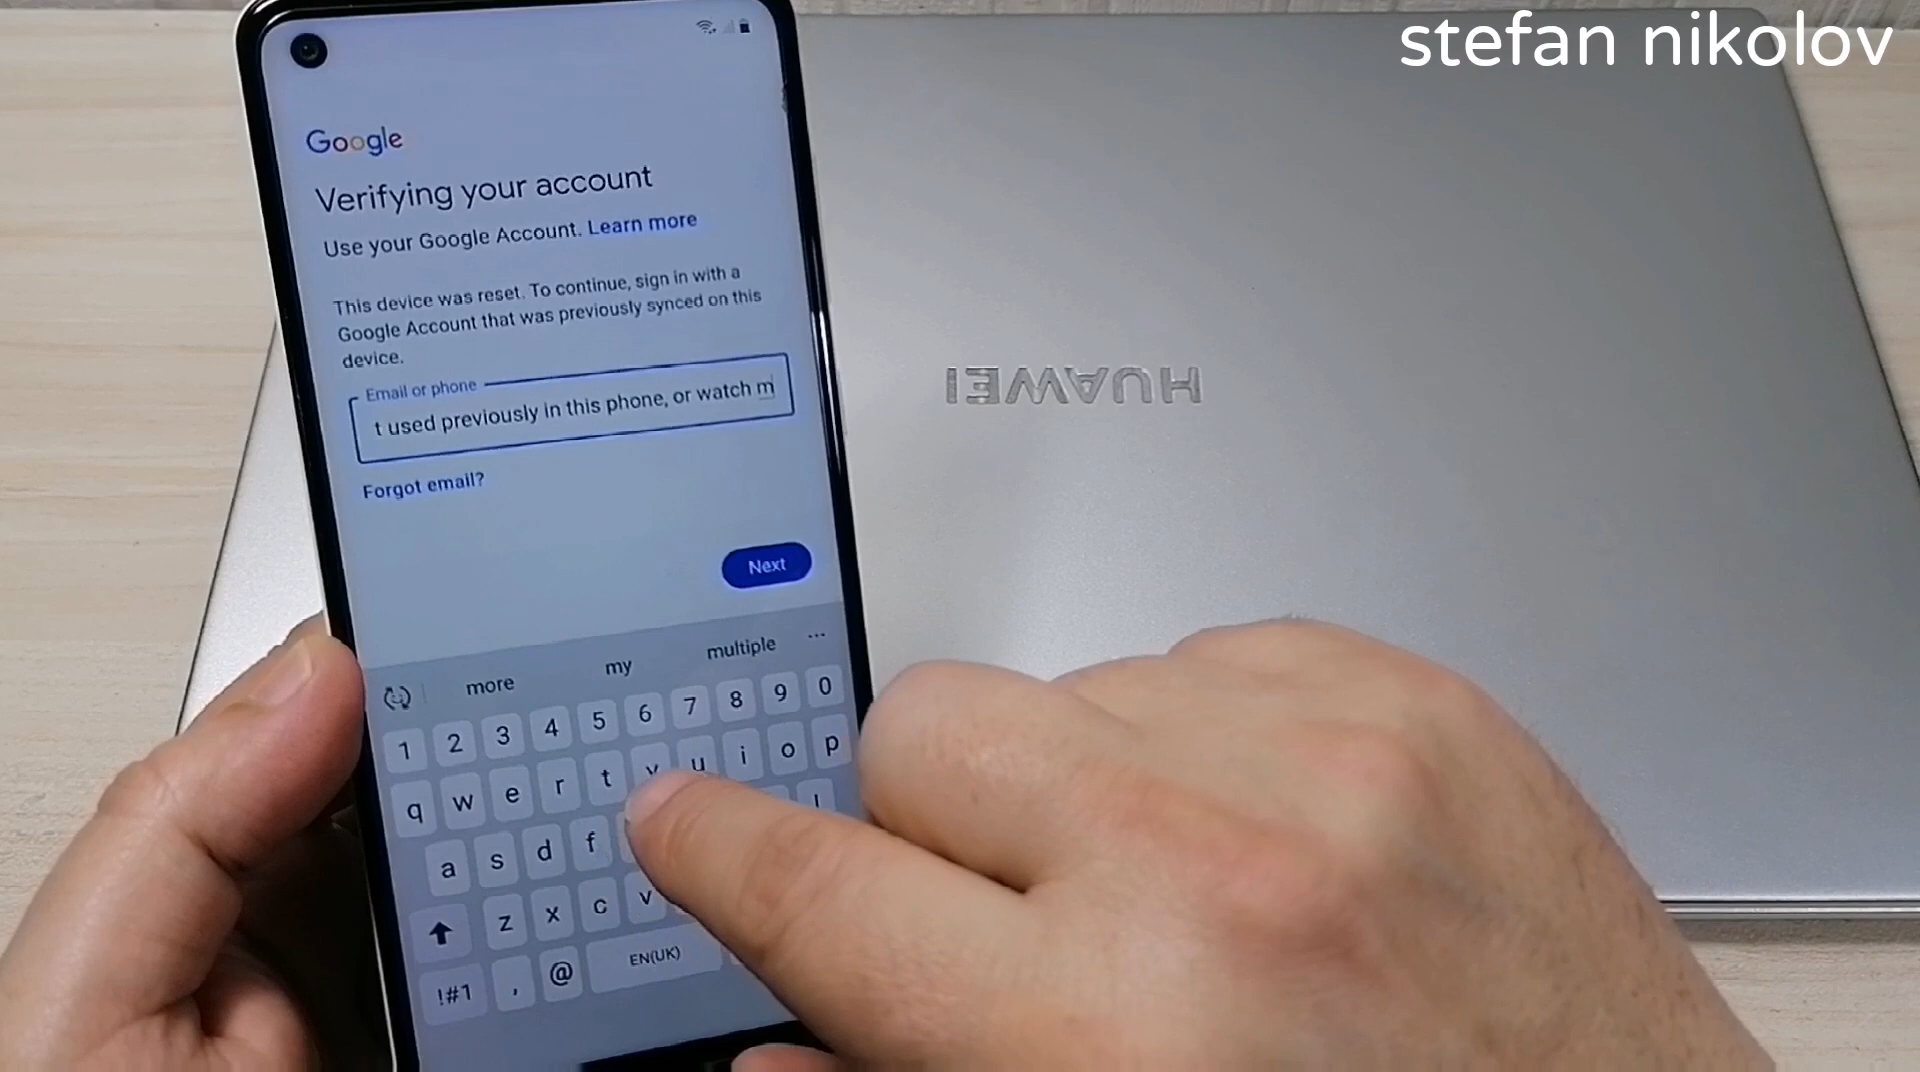 stefan nikolov
Google
Verifying your account
Use your Google Account. Learn more
This device was reset. To continue, sign in with a
Google Account that was previously synced on this
device.
Email or phone
t used previously in this phone, or watch m
Forgot email?
Next
more my multiple ...
1 2 3 4 5 6 7 8 9 0
q w e r t y u i o p
a s d f l
z x c v
!#1 , @ EN(UK)
HUAWEI